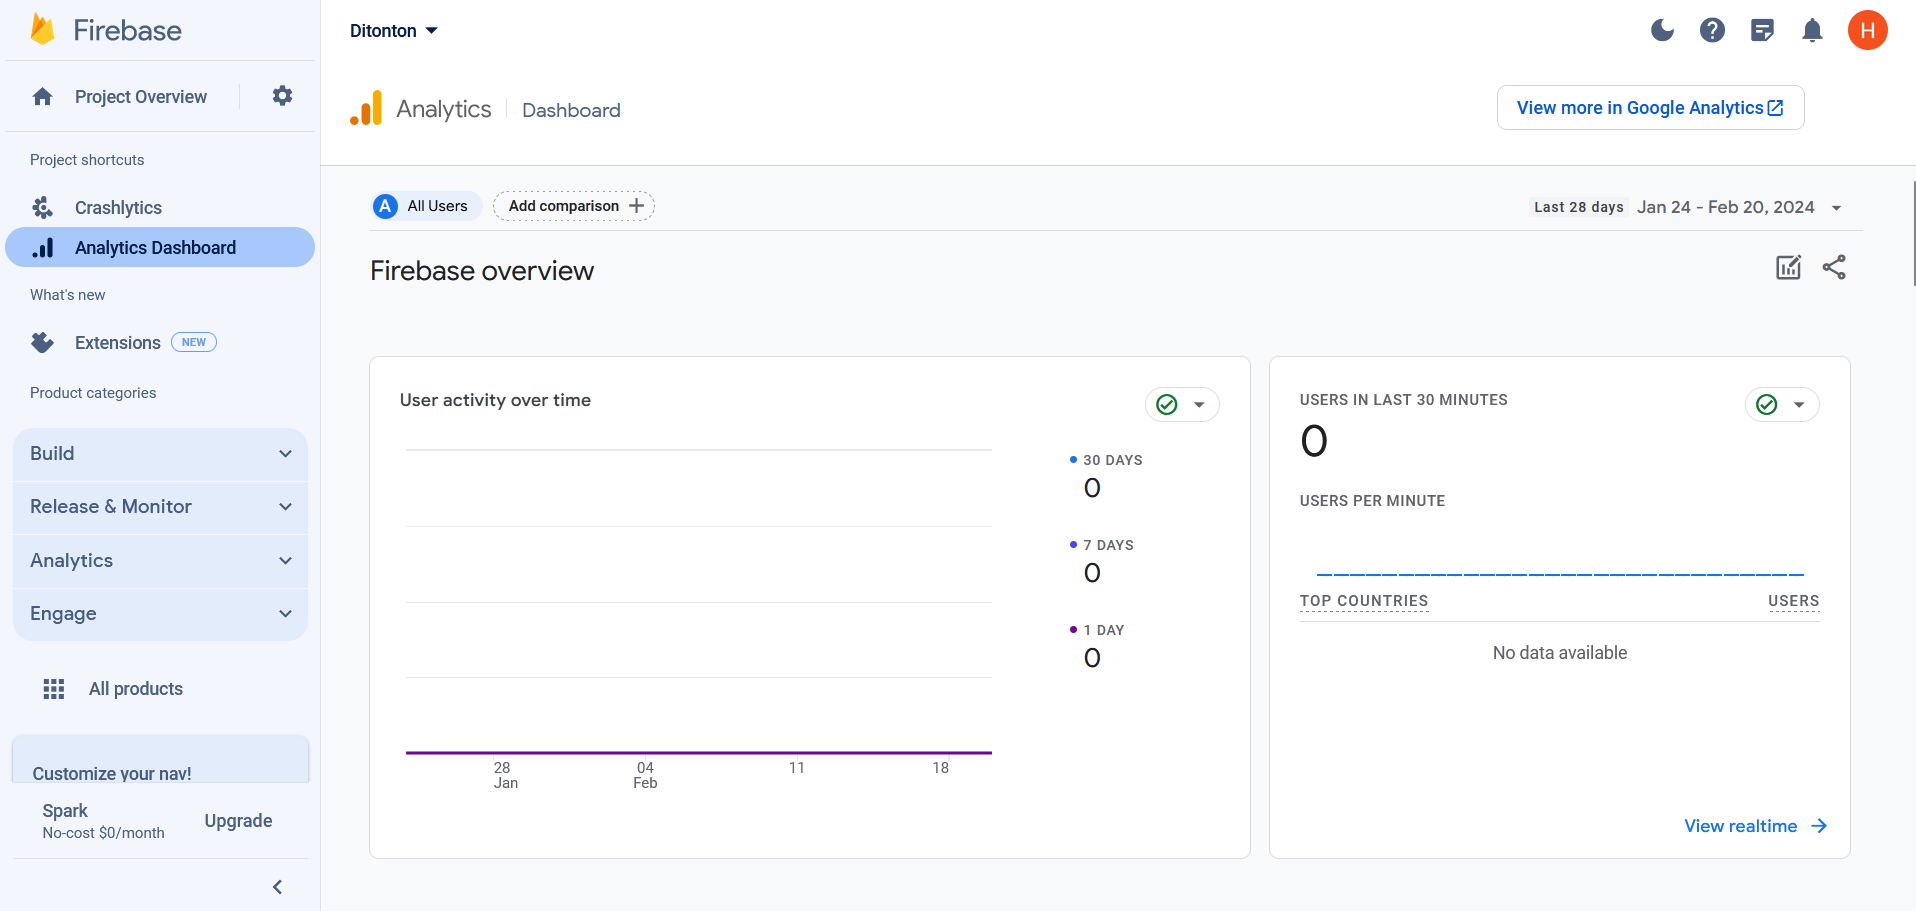 Firebase
Project Overview
Project shortcuts
Crashlytics
Analytics Dashboard
What's new
Extensions NEW
Product categories
Build
Release & Monitor
Analytics
Engage
All products
Customize your nav!
Spark
No-cost $0/month
Upgrade
Ditonton
H
Analytics
Dashboard
View more in Google Analytics
A All Users
Add comparison
Last 28 days Jan 24 - Feb 20, 2024
Firebase overview
User activity over time
30 DAYS
0
7 DAYS
0
1 DAY
0
28 04 11 18
Jan Feb
USERS IN LAST 30 MINUTES
0
USERS PER MINUTE
TOP COUNTRIES USERS
No data available
View realtime